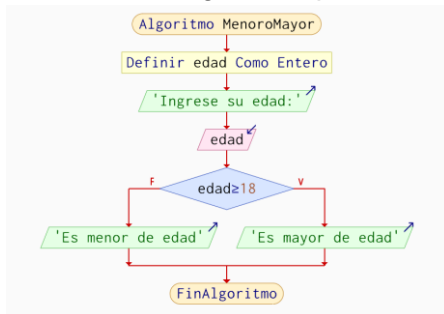 Algoritmo MenoroMayor
Definir edad Como Entero
'Ingrese su edad:'
edad
edad≥18
F
V
'Es menor de edad'
'Es mayor de edad'
FinAlgoritmo